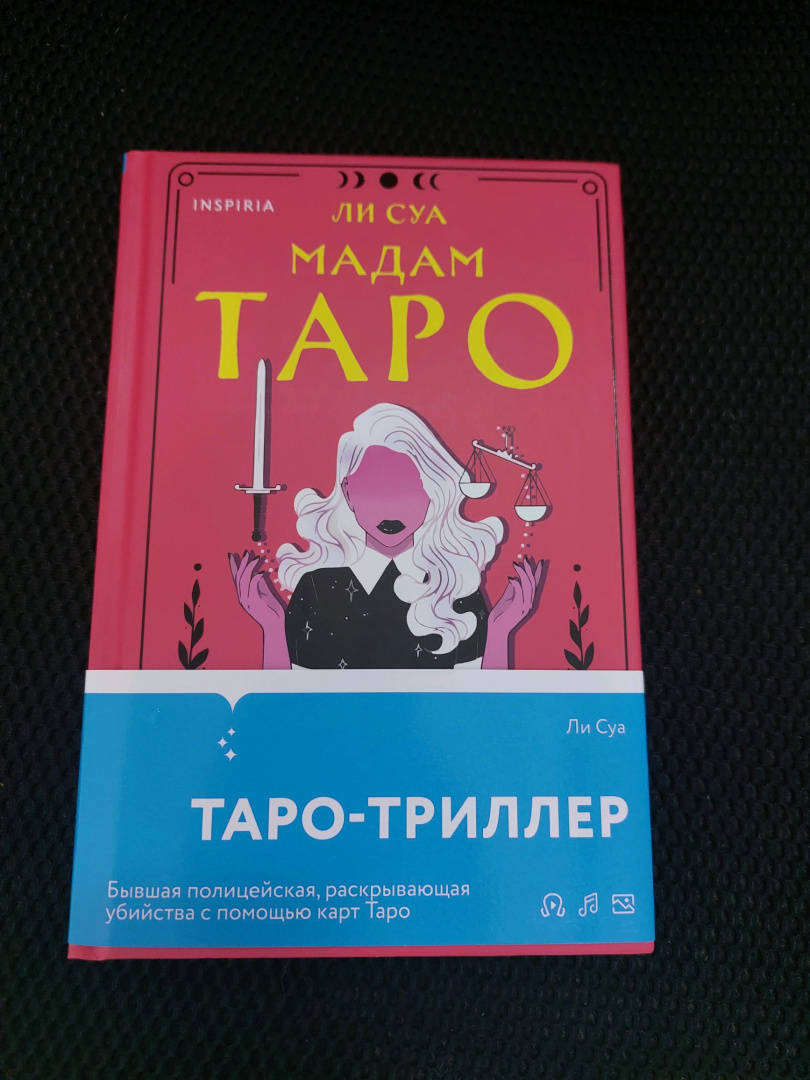 INSPIRIA
ЛИ СУА
МАДАМ
ТАРО
Ли Суа
ТАРО-ТРИЛЛЕР
Бывшая полицейская, раскрывающая
убийства с помощью карт Таро